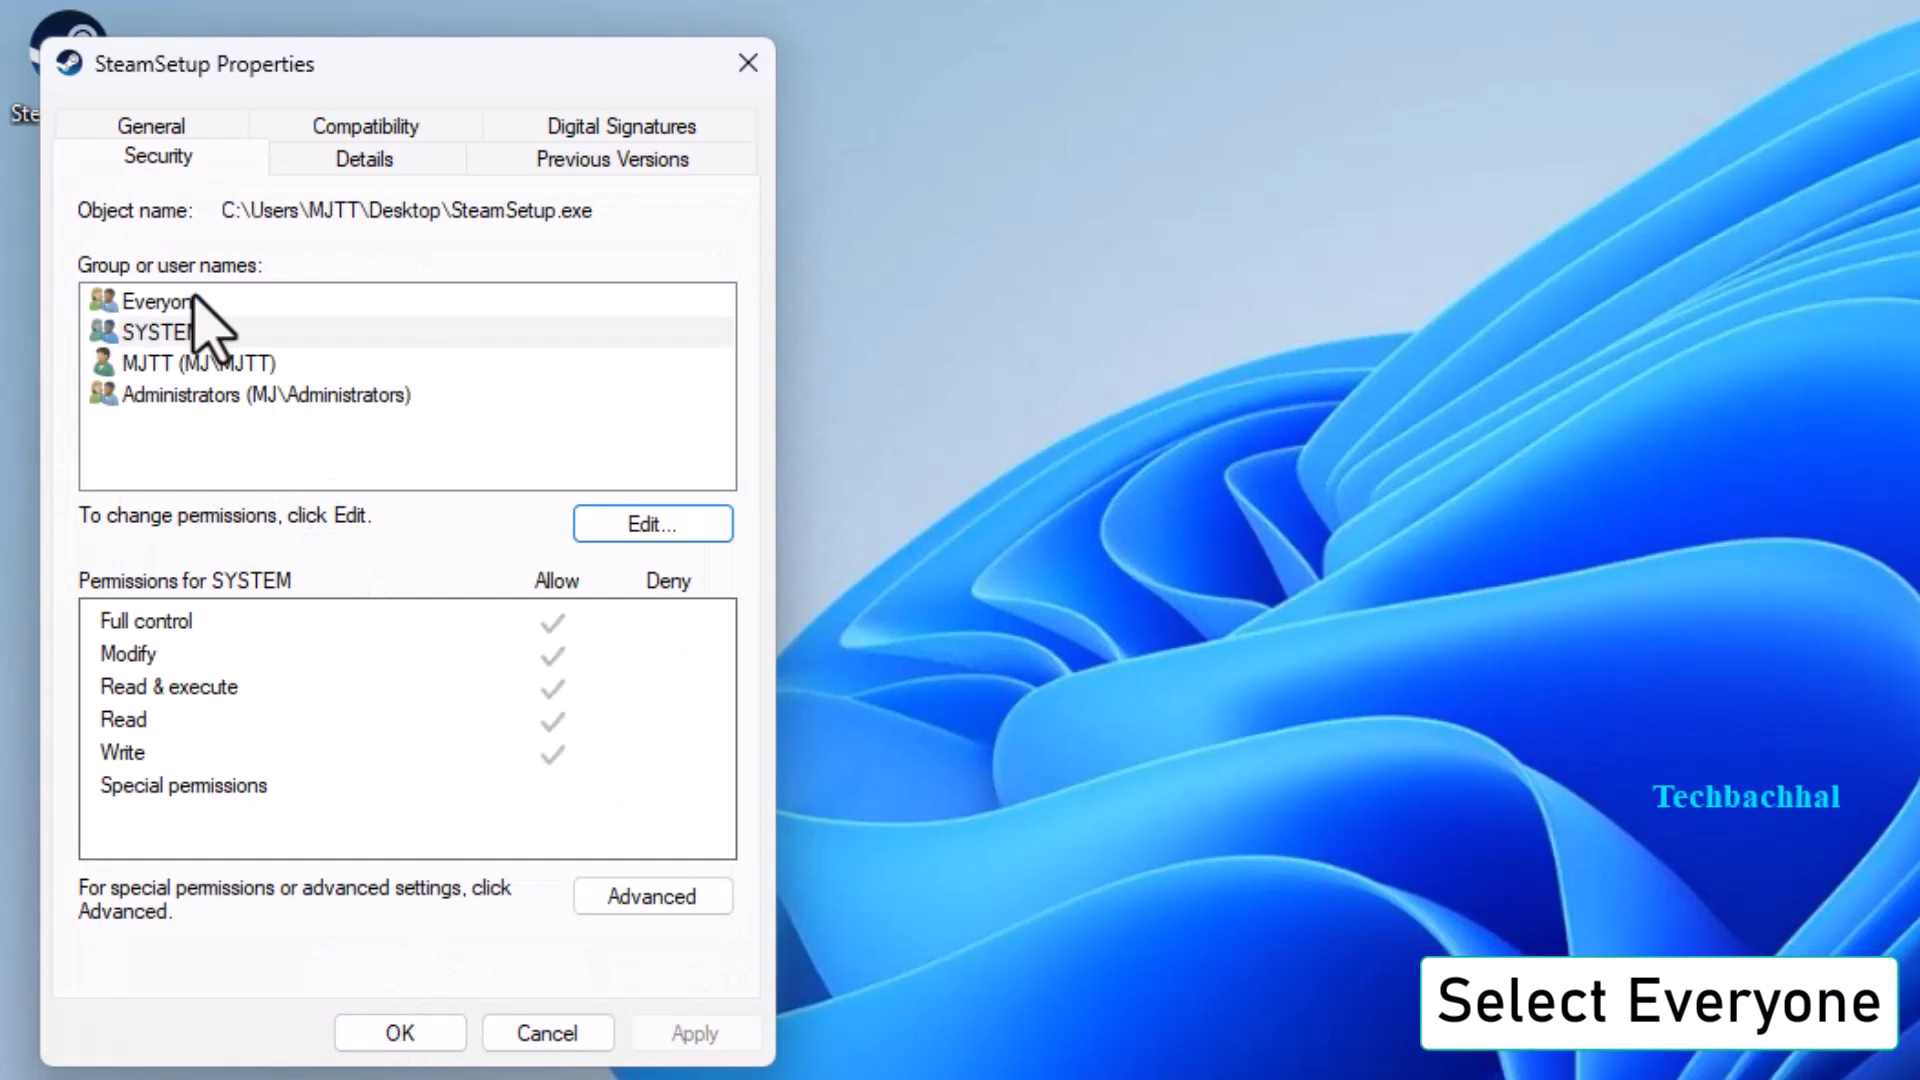 SteamSetup Properties
General Compatibility Digital Signatures
Security Details Previous Versions
Object name: C:\Users\MJTT\Desktop\SteamSetup.exe
Group or user names:
MJTT (MJ\MJTT)
Administrators (MJ\Administrators)
To change permissions, click Edit. Edit...
Permissions for SYSTEM Allow Deny
Full control
Modify
Read & execute
Read
Write
Special permissions
For special permissions or advanced settings, click
Advanced. Advanced
OK Cancel Apply
Techbachhal
Select Everyone